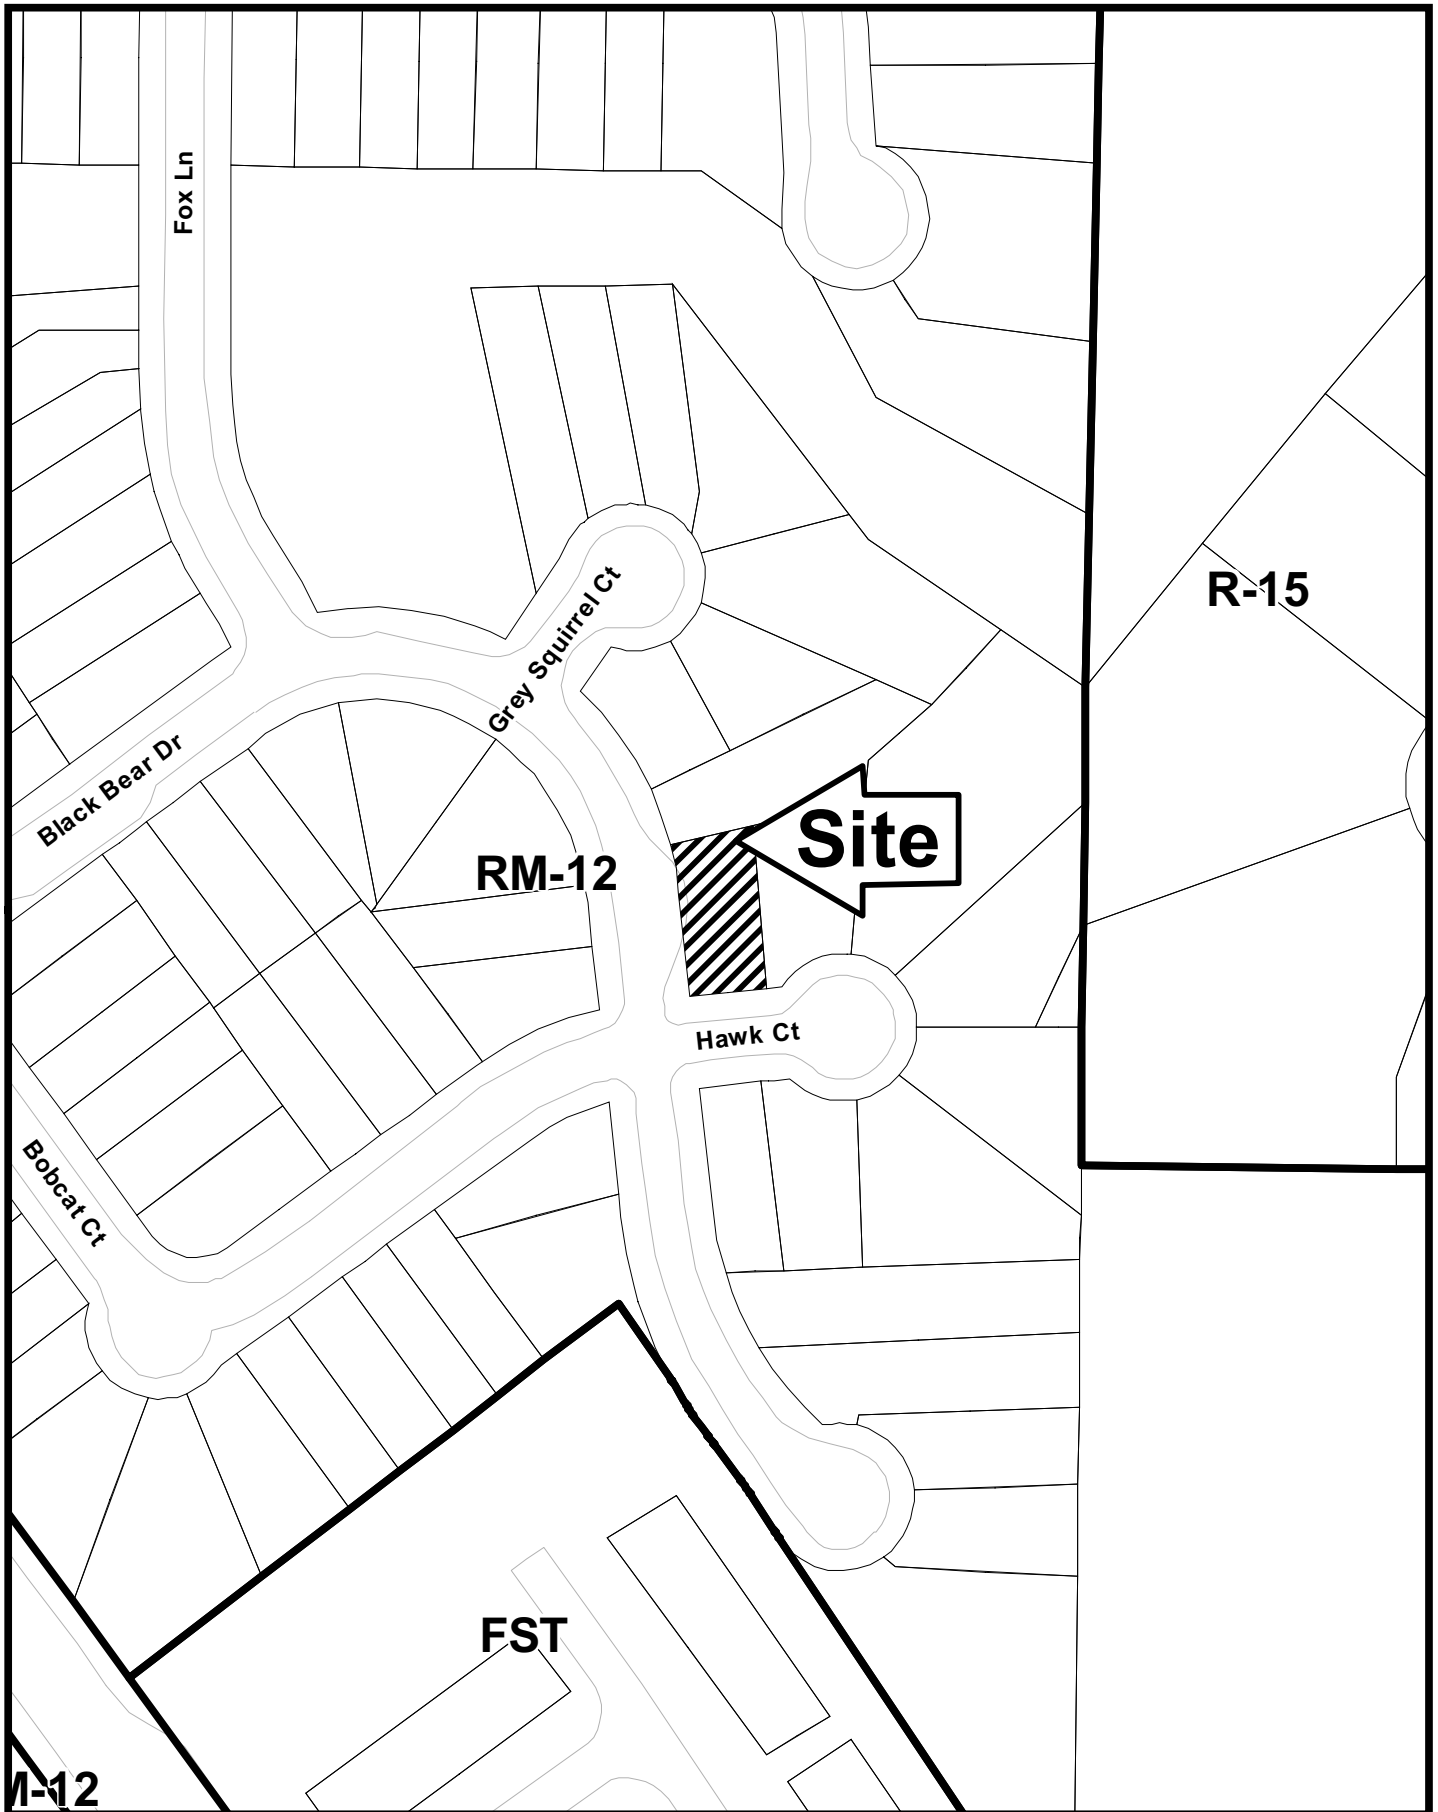 Fox Ln
R-15
Grey Squirrel Ct
Black Bear Dr
Site
RM-12
Hawk Ct
Bobcat Ct
FST
M-12